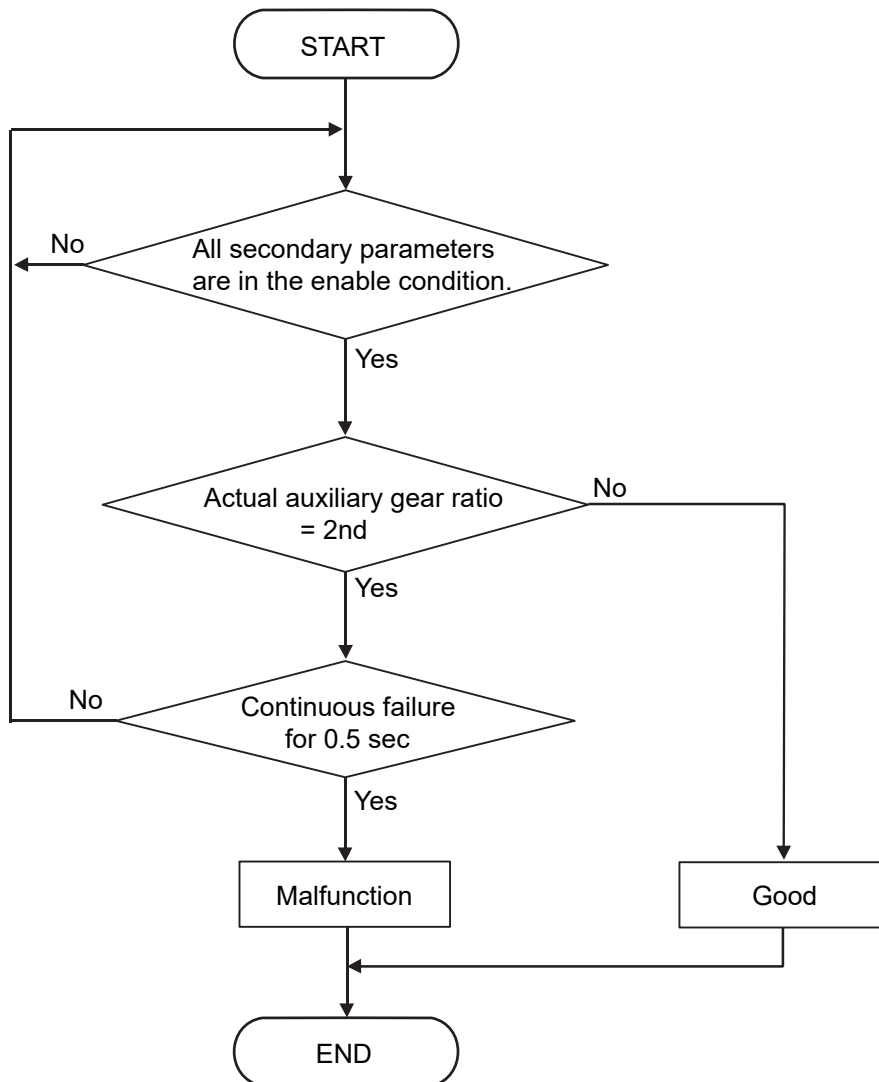 START
No
All secondary parameters
are in the enable condition.
Yes
Actual auxiliary gear ratio
= 2nd
No
Yes
No
Continuous failure
for 0.5 sec
Yes
Malfunction
Good
END